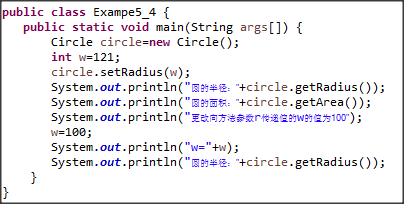 public class Exampe5_4 {
public static void main(String args[]) {
Circle circle=new Circle();
int w=121;
circle.setRadius(w);
System.out.println("圆的半径："+circle.getRadius());
System.out.println("圆的面积："+circle.getArea());
System.out.println("更改向方法参数r传递值的w的值为100");
w=100;
System.out.println("w="+w);
System.out.println("圆的半径："+circle.getRadius());
}
}